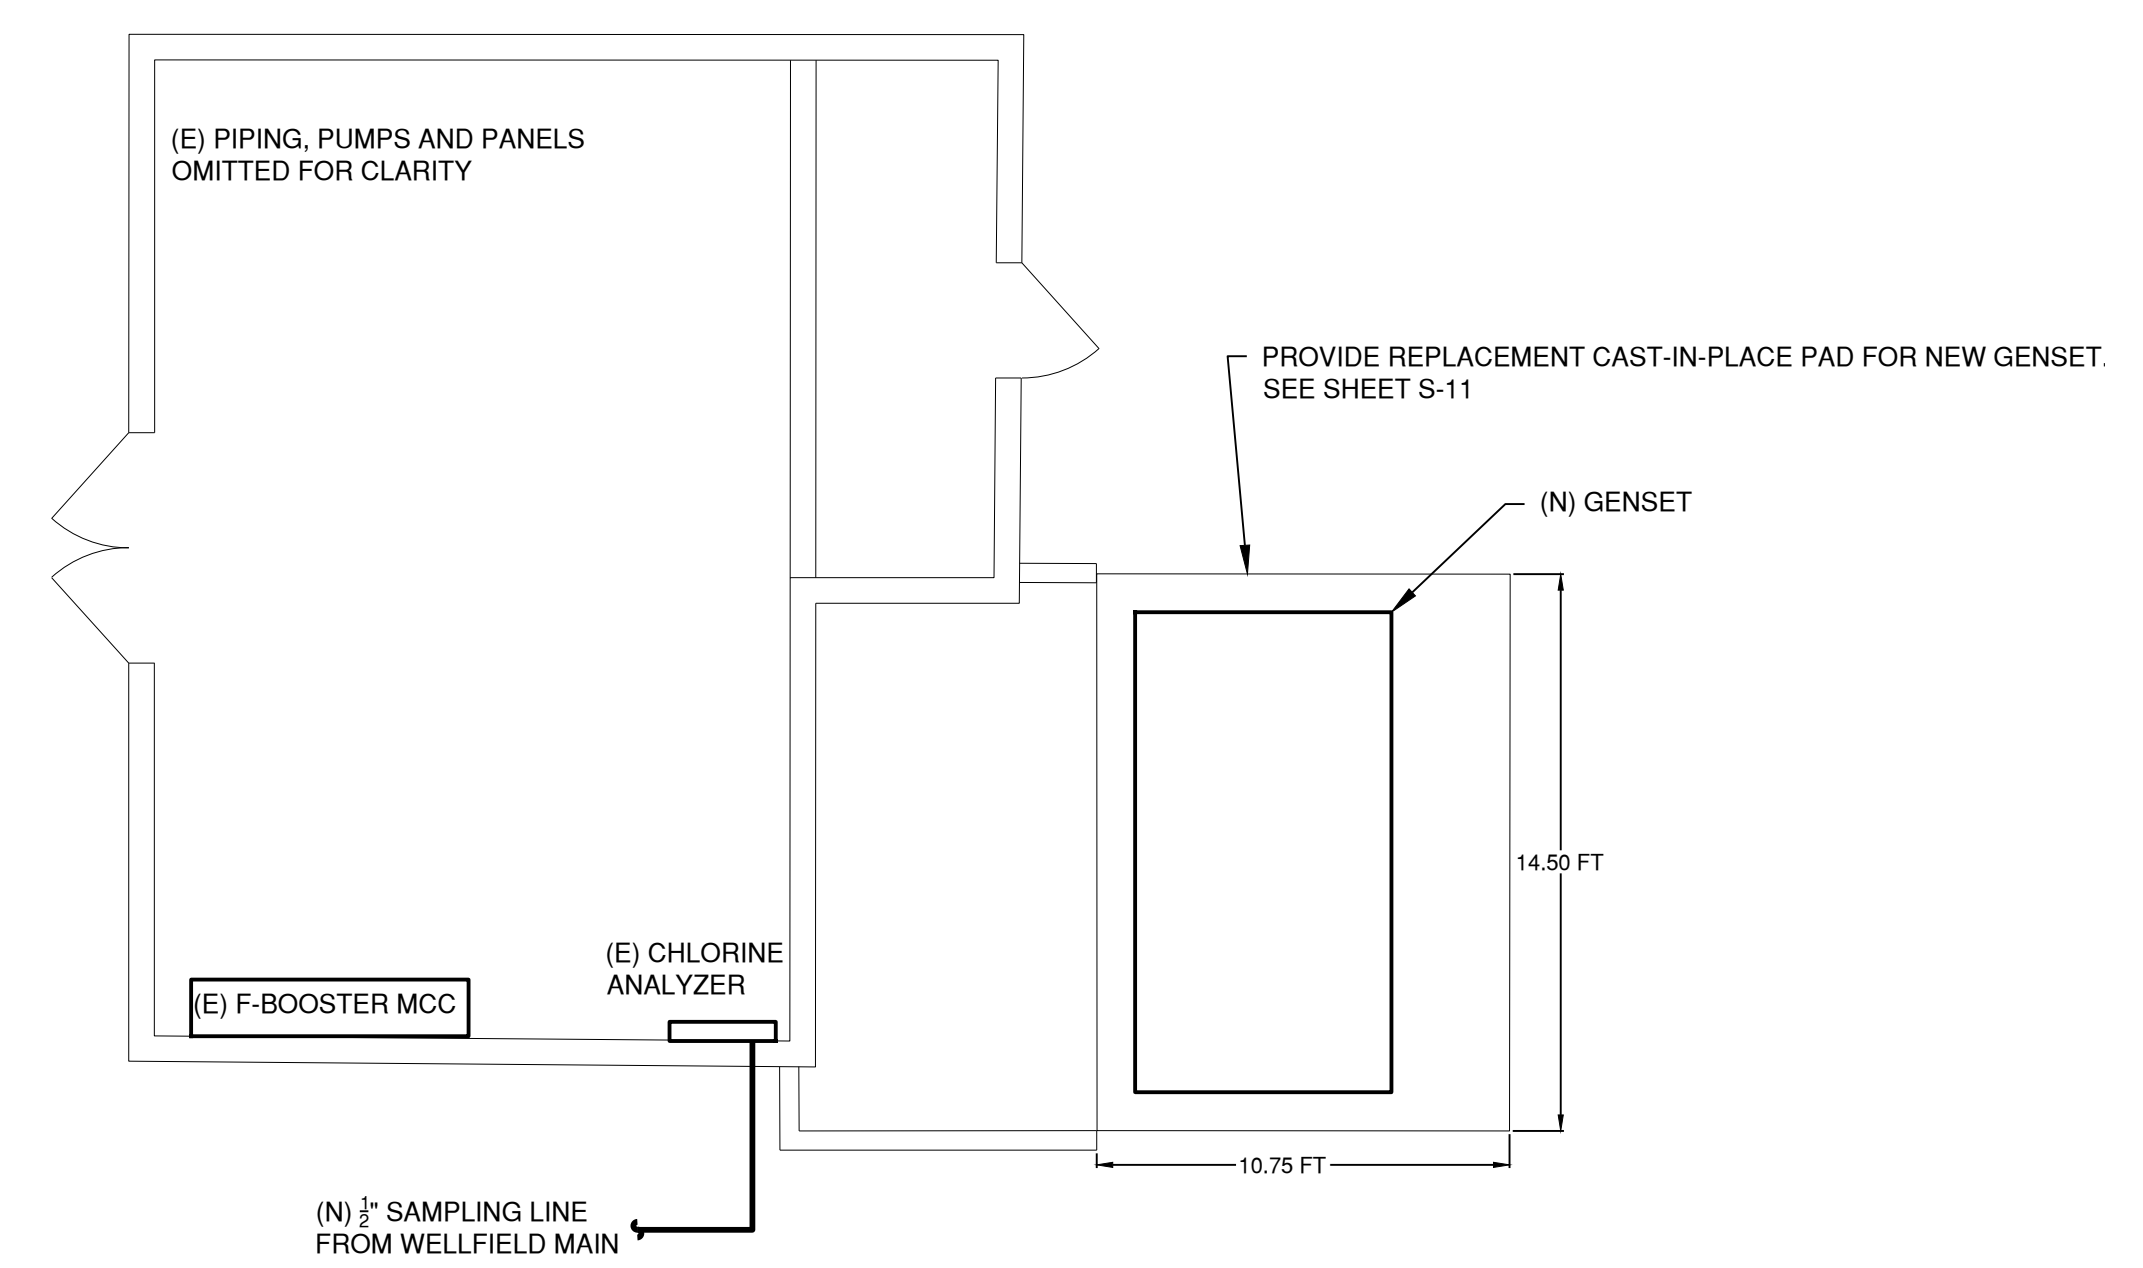 (E) PIPING, PUMPS AND PANELS
OMITTED FOR CLARITY
PROVIDE REPLACEMENT CAST-IN-PLACE PAD FOR NEW GENSET.
SEE SHEET S-11
(N) GENSET
14.50 FT
(E) CHLORINE
ANALYZER
(E) F-BOOSTER MCC
10.75 FT
(N) 1/2" SAMPLING LINE
FROM WELLFIELD MAIN